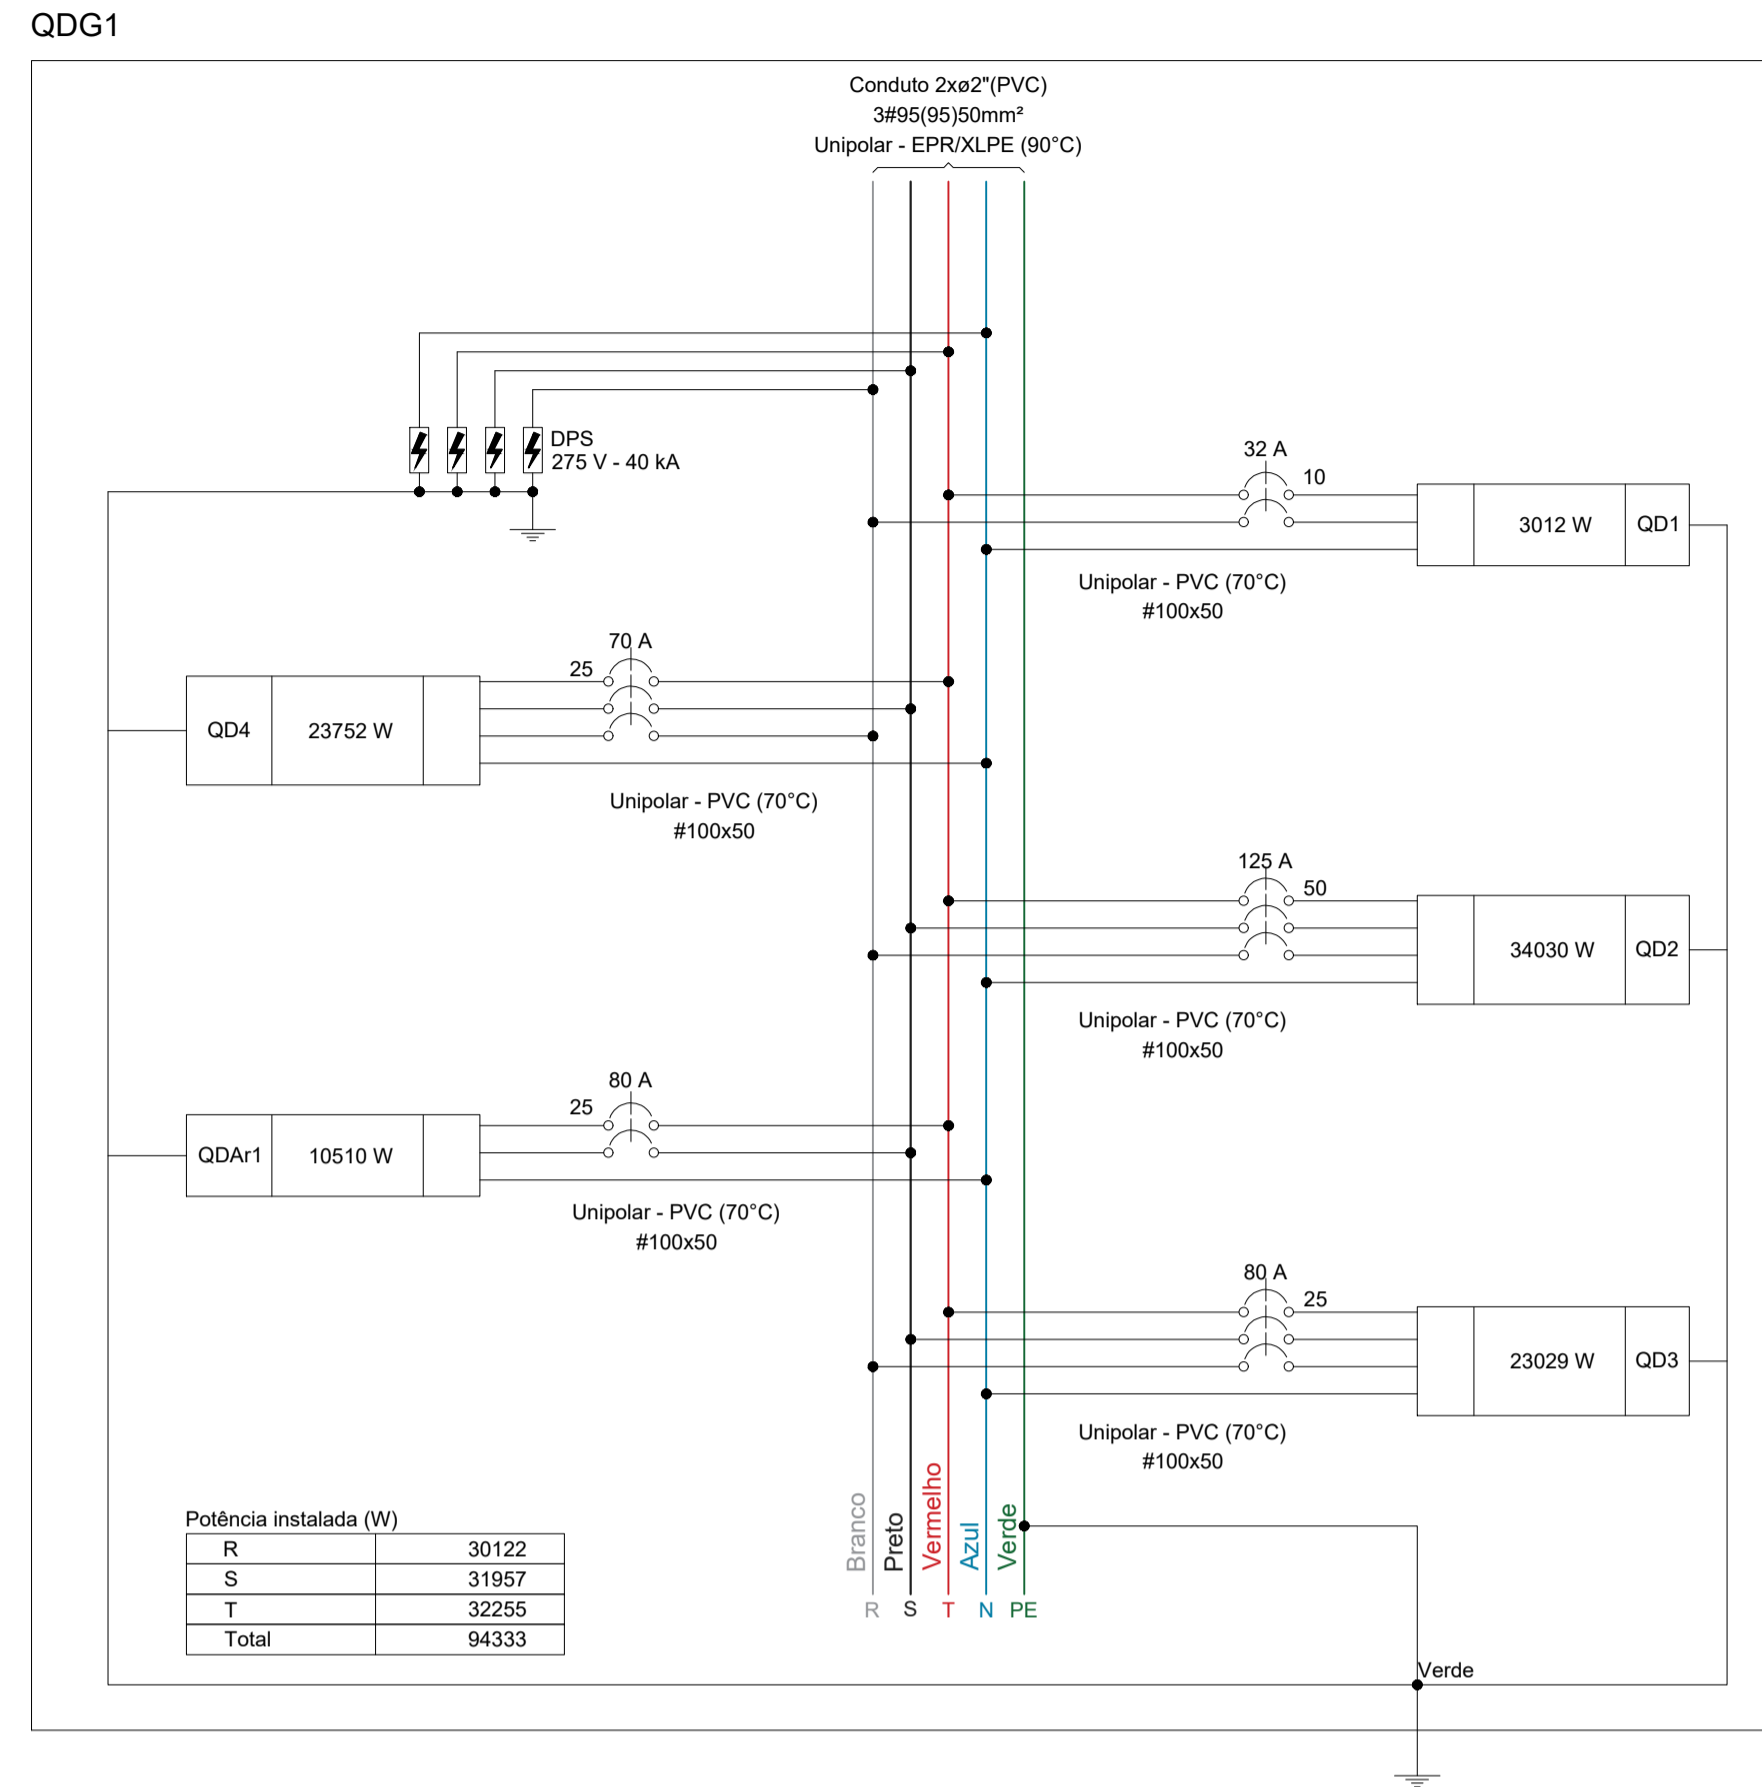 QDG1
Conduto 2xø2"(PVC)
3#95(95)50mm²
Unipolar - EPR/XLPE (90°C)
DPS
275 V - 40 kA
32 A
10
3012 W
QD1
Unipolar - PVC (70°C)
#100x50
70 A
25
QD4
23752 W
Unipolar - PVC (70°C)
#100x50
125 A
50
34030 W
QD2
Unipolar - PVC (70°C)
#100x50
80 A
25
QDAr1
10510 W
Unipolar - PVC (70°C)
#100x50
80 A
25
23029 W
QD3
Unipolar - PVC (70°C)
#100x50
Branco
Preto
Vermelho
Azul
Verde
R S T N PE
Potência instalada (W)
R 30122
S 31957
T 32255
Total 94333
Verde